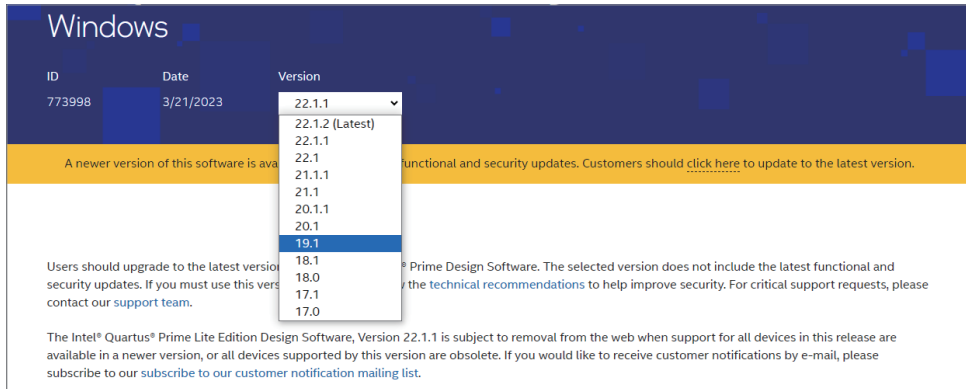 Windows
ID Date Version
773998 3/21/2023 22.1.1
22.1.2 (Latest)
22.1.1
22.1
21.1.1
21.1
20.1.1
20.1
19.1
18.1
18.0
17.1
17.0
A newer version of this software is ava functional and security updates. Customers should click here to update to the latest version.
Users should upgrade to the latest version ® Prime Design Software. The selected version does not include the latest functional and
security updates. If you must use this vers the technical recommendations to help improve security. For critical support requests, please
contact our support team.
The Intel® Quartus® Prime Lite Edition Design Software, Version 22.1.1 is subject to removal from the web when support for all devices in this release are
available in a newer version, or all devices supported by this version are obsolete. If you would like to receive customer notifications by e-mail, please
subscribe to our subscribe to our customer notification mailing list.